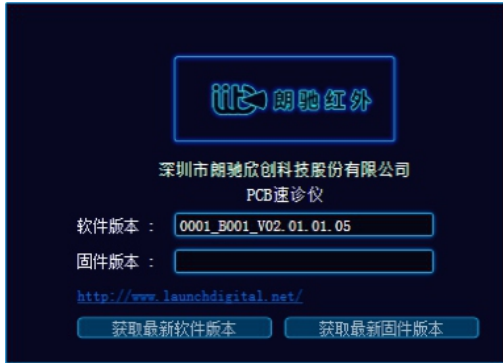 朗驰红外
深圳市朗驰欣创科技股份有限公司
PCB速诊仪
软件版本 : 0001_B001_V02.01.01.05
固件版本 :
http://www.launchdigital.net/
获取最新软件版本 获取最新固件版本